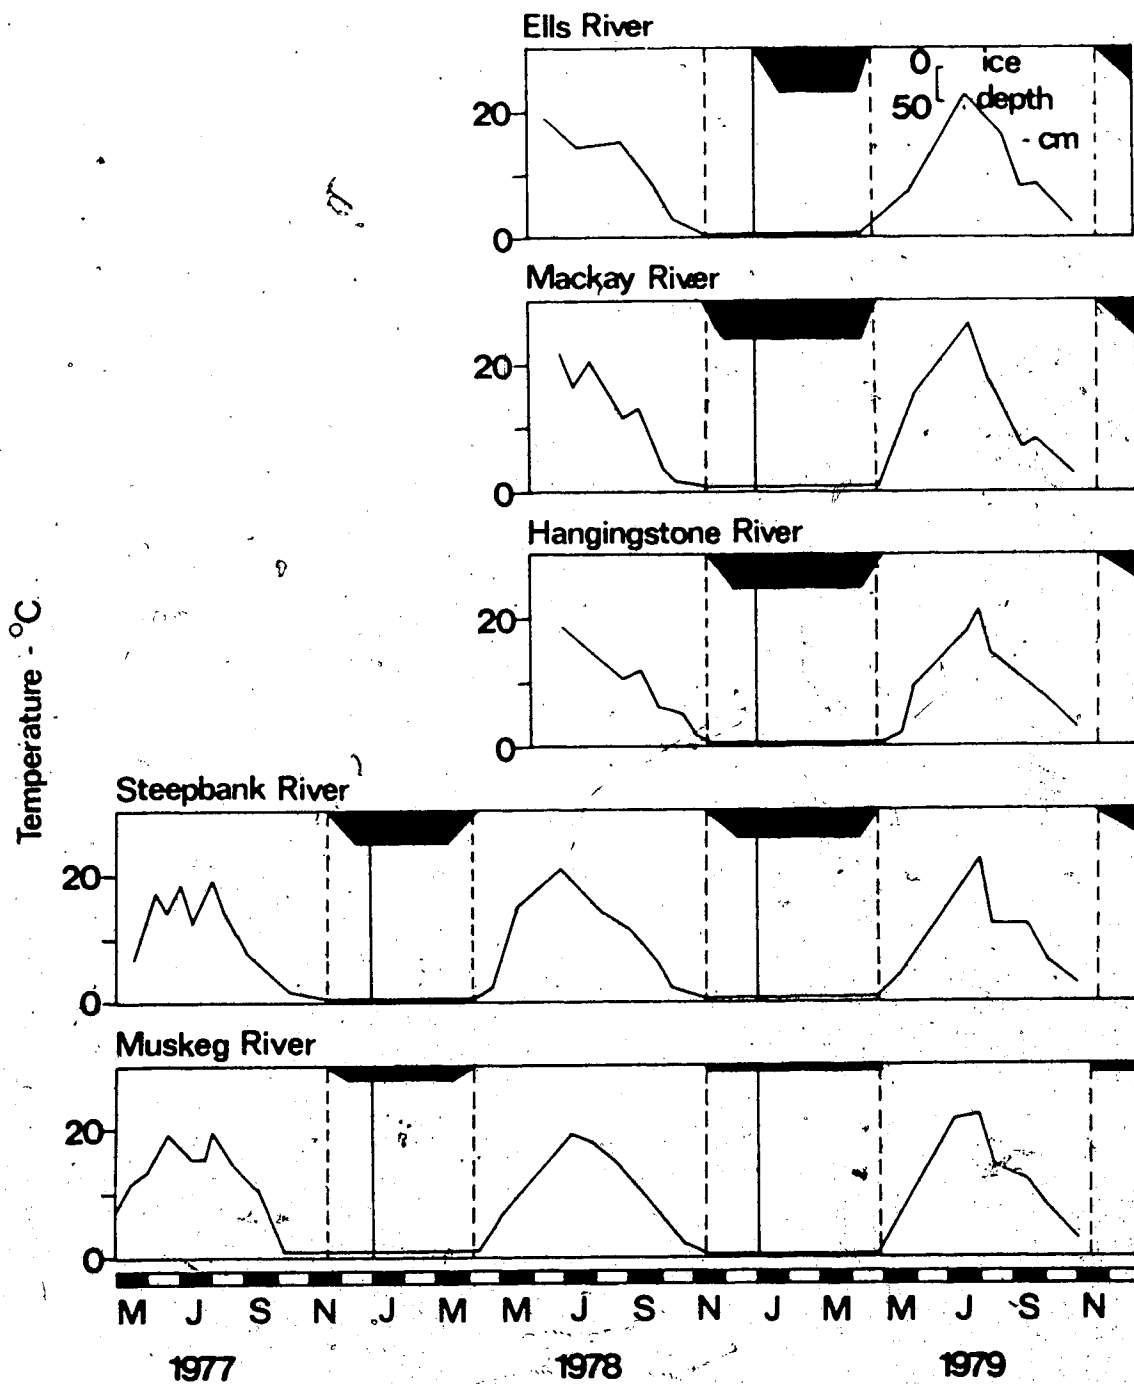 Ells River
0 ice
50 depth
- cm
20
0
Mackay River
20
0
Hangingstone River
20
0
Temperature - °C
Steepbank River
20
0
Muskeg River
20
0
M J S N J M M J S N J M M J S N
1977 1978 1979